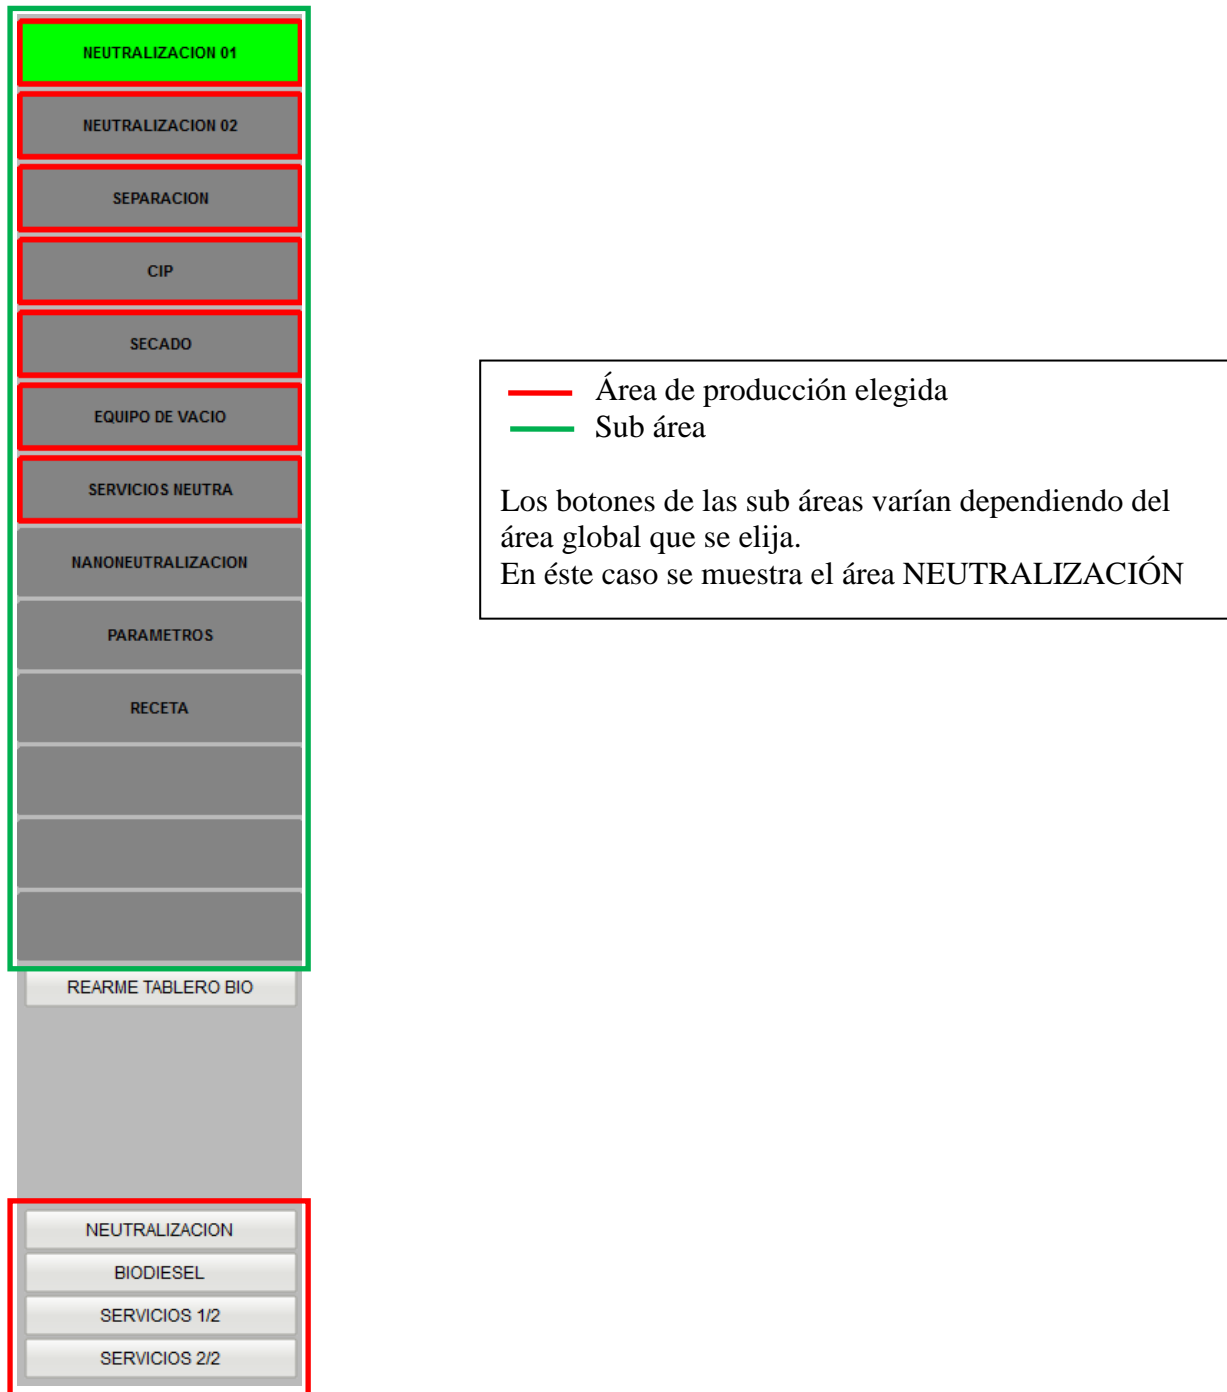 NEUTRALIZACION 01
NEUTRALIZACION 02
SEPARACION
CIP
SECADO
EQUIPO DE VACIO
SERVICIOS NEUTRA
NANONEUTRALIZACION
PARAMETROS
RECETA
REARME TABLERO BIO
NEUTRALIZACION
BIODIESEL
SERVICIOS 1/2
SERVICIOS 2/2
Área de producción elegida
Sub área
Los botones de las sub áreas varían dependiendo del
área global que se elija.
En éste caso se muestra el área NEUTRALIZACIÓN